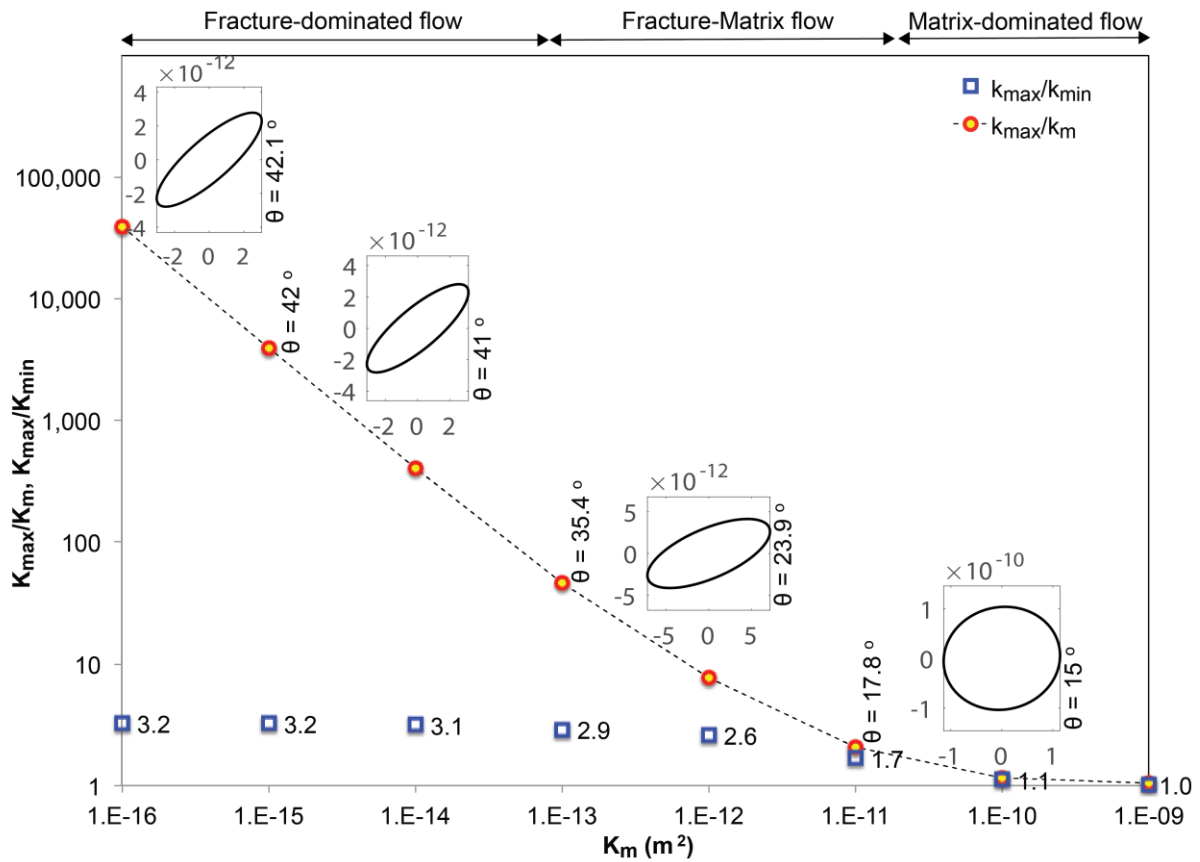 Fracture-dominated flow Fracture-Matrix flow Matrix-dominated flow
kmax/kmin
kmax/km
×10⁻¹²
4
2
0
-2
-4
-2 0 2
θ = 42.1 º
θ = 42 º
×10⁻¹²
4
2
0
-2
-4
-2 0 2
θ = 41 º
θ = 35.4 º
×10⁻¹²
5
0
-5
-5 0 5
θ = 23.9 º
θ = 17.8 º
×10⁻¹⁰
1
0
-1
-1 0 1
θ = 15 º
Kmax/Km, Kmax/Kmin
100,000
10,000
1,000
100
10
1
3.2 3.2 3.1 2.9 2.6 1.7 1.1 1.0
1.E-16 1.E-15 1.E-14 1.E-13 1.E-12 1.E-11 1.E-10 1.E-09
Km (m²)